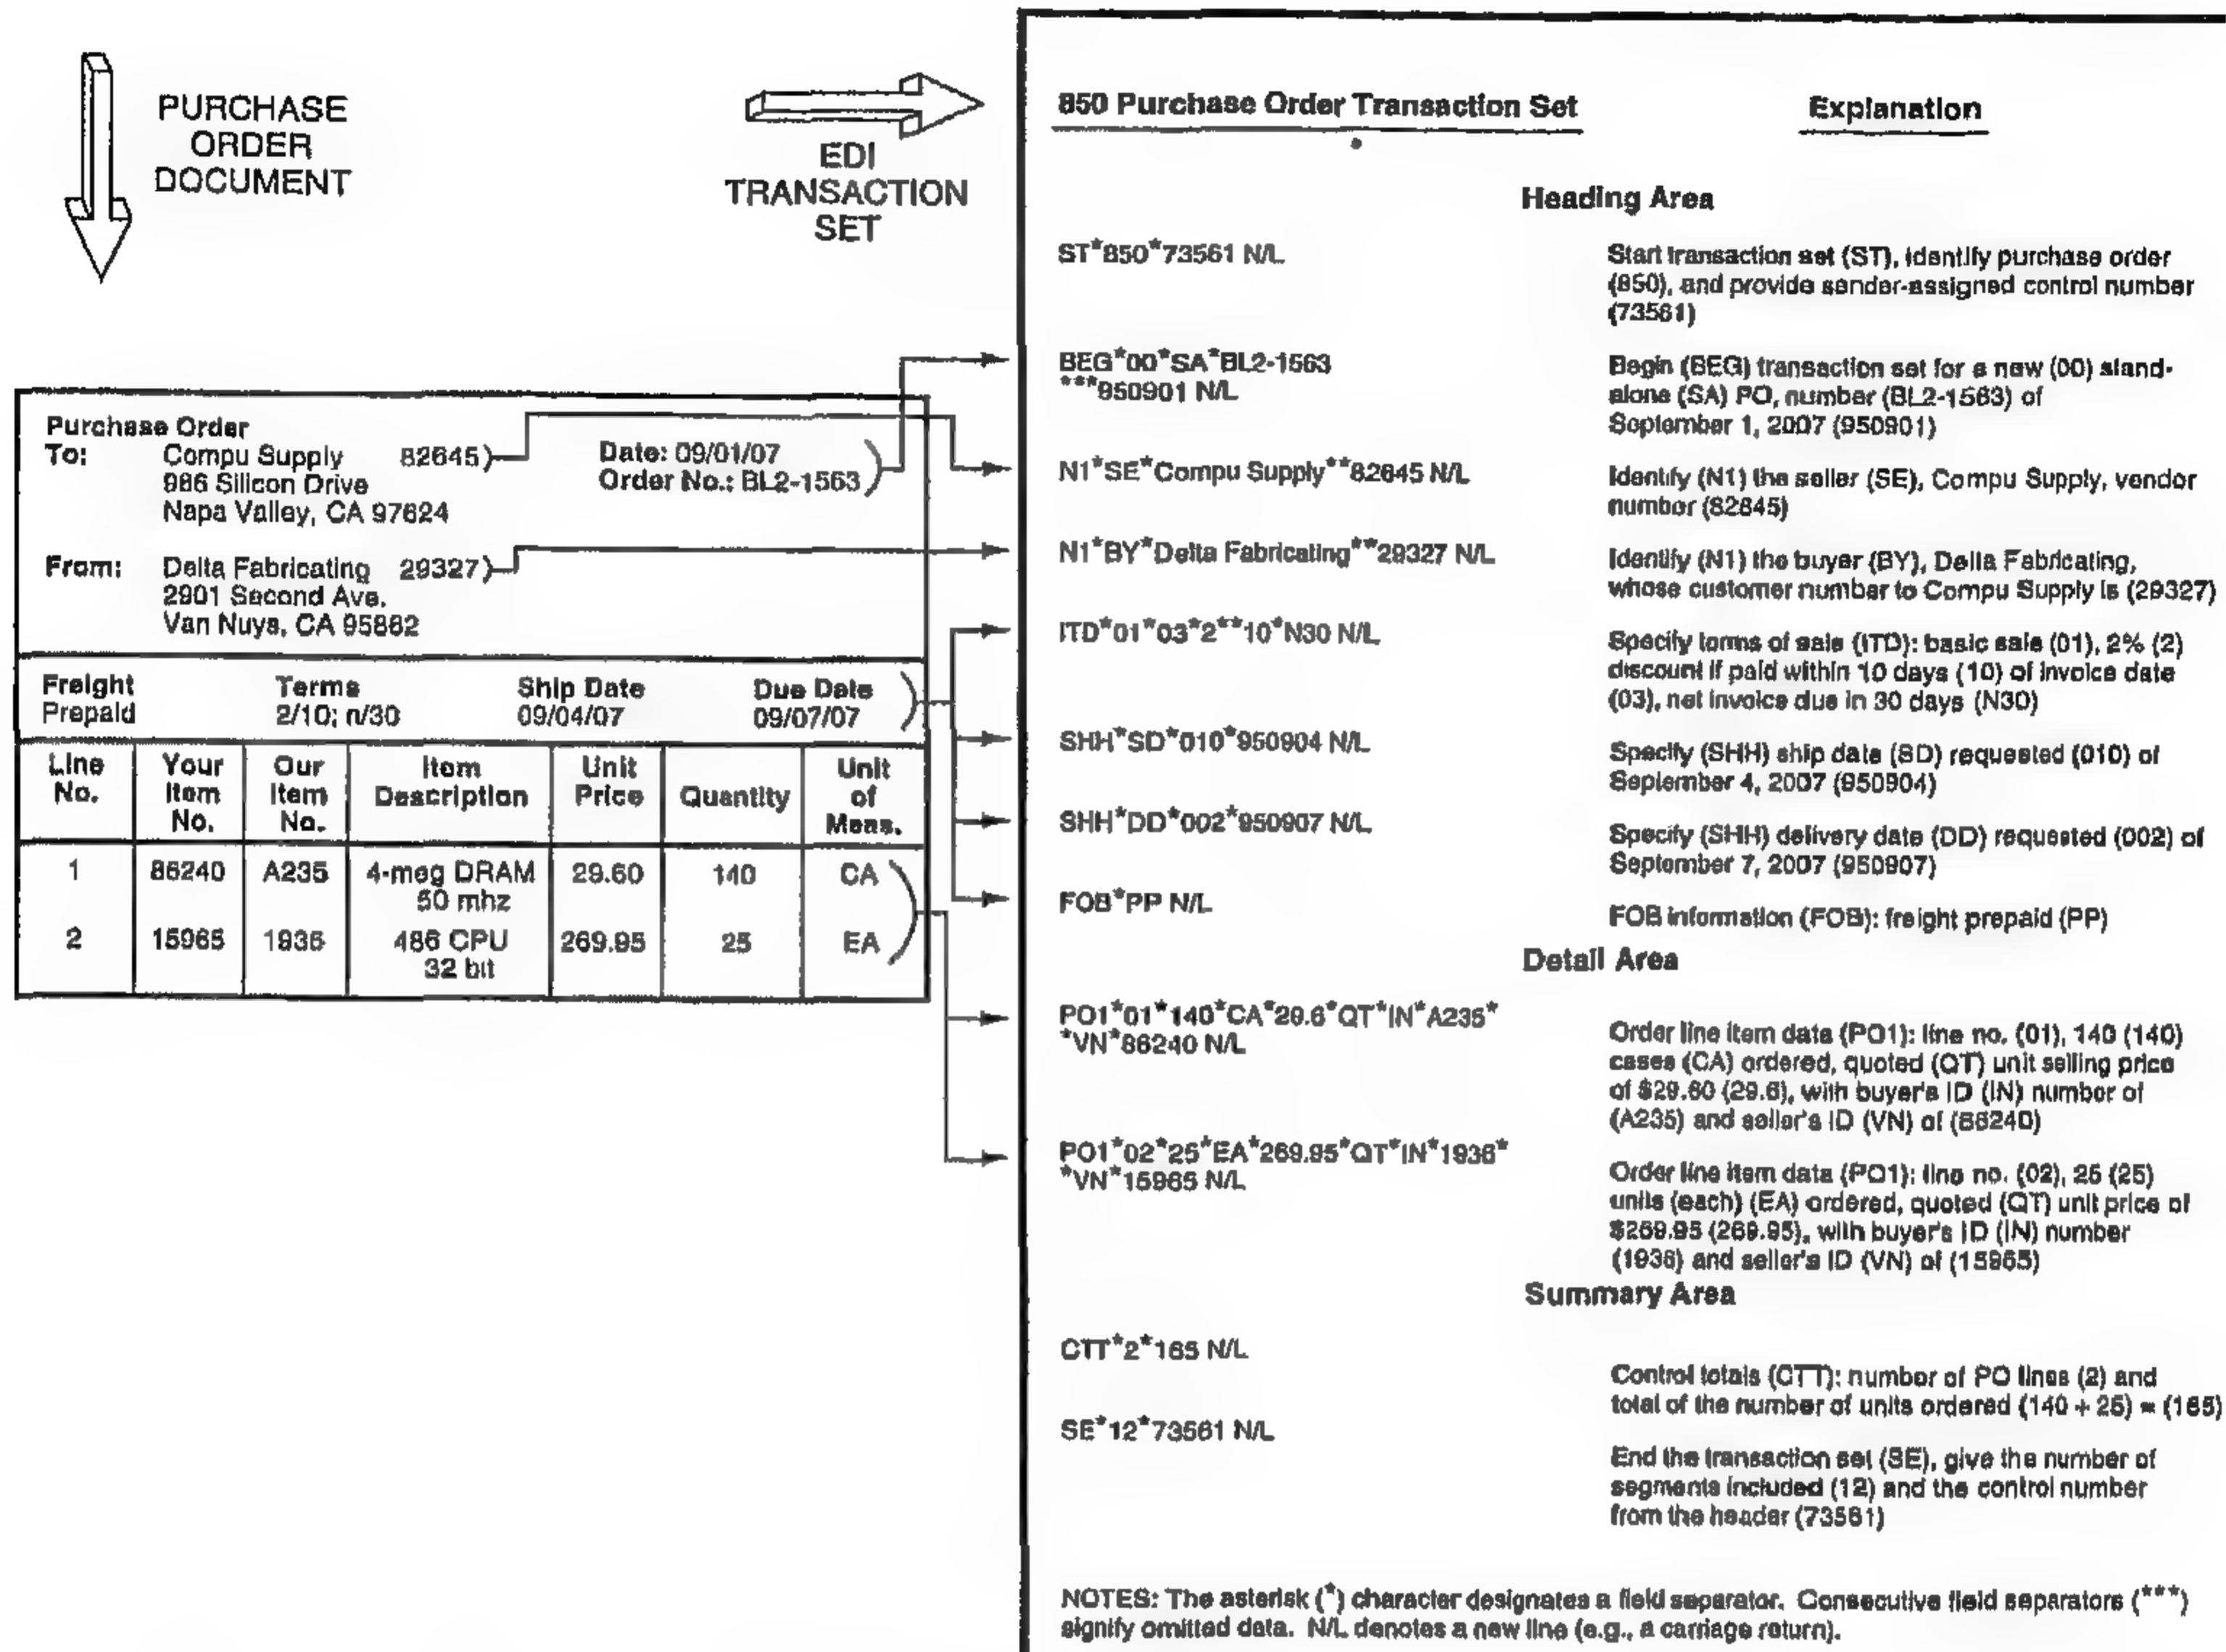 PURCHASE
ORDER
DOCUMENT
EDI
TRANSACTION
SET
Purchase Order
To: Compu Supply 82645) Date: 09/01/07
986 Silicon Drive Order No.: BL2-1563
Napa Valley, CA 97624
From: Delta Fabricating 29327)
2901 Second Ave.
Van Nuys, CA 95862
Freight Terms Ship Date Due Date
Prepaid 2/10; n/30 09/04/07 09/07/07
Line Your Our Item Unit Quantity Unit
No. Item Item Description Price of
No. No. Meas.
1 86240 A235 4-meg DRAM 29.60 140 CA
50 mhz
2 15965 1936 486 CPU 269.95 25 EA
32 bit
850 Purchase Order Transaction Set Explanation
Heading Area
ST*850*73561 N/L
Start transaction set (ST), identify purchase order
(850), and provide sender-assigned control number
(73561)
BEG*00*SA*BL2-1563
***950901 N/L
Begin (BEG) transaction set for a new (00) stand-
alone (SA) PO, number (BL2-1563) of
September 1, 2007 (950901)
N1*SE*Compu Supply**82645 N/L
Identify (N1) the seller (SE), Compu Supply, vendor
number (82645)
N1*BY*Delta Fabricating**29327 N/L
Identify (N1) the buyer (BY), Delta Fabricating,
whose customer number to Compu Supply is (29327)
ITD*01*03*2**10*N30 N/L
Specify terms of sale (ITD): basic sale (01), 2% (2)
discount if paid within 10 days (10) of invoice date
(03), net invoice due in 30 days (N30)
SHH*SD*010*950904 N/L
Specify (SHH) ship date (SD) requested (010) of
September 4, 2007 (950904)
SHH*DD*002*950907 N/L
Specify (SHH) delivery date (DD) requested (002) of
September 7, 2007 (950907)
FOB*PP N/L
FOB information (FOB): freight prepaid (PP)
Detail Area
PO1*01*140*CA*29.6*QT*IN*A235*
*VN*86240 N/L
Order line item data (PO1): line no. (01), 140 (140)
cases (CA) ordered, quoted (QT) unit selling price
of $29.60 (29.6), with buyer's ID (IN) number of
(A235) and seller's ID (VN) of (86240)
PO1*02*25*EA*269.95*QT*IN*1936*
*VN*15965 N/L
Order line item data (PO1): line no. (02), 25 (25)
units (each) (EA) ordered, quoted (QT) unit price of
$269.95 (269.95), with buyer's ID (IN) number
(1936) and seller's ID (VN) of (15965)
Summary Area
CTT*2*165 N/L
Control totals (CTT): number of PO lines (2) and
total of the number of units ordered (140 + 25) = (165)
SE*12*73561 N/L
End the transaction set (SE), give the number of
segments included (12) and the control number
from the header (73561)
NOTES: The asterisk (*) character designates a field separator. Consecutive field separators (***)
signify omitted data. N/L denotes a new line (e.g., a carriage return).